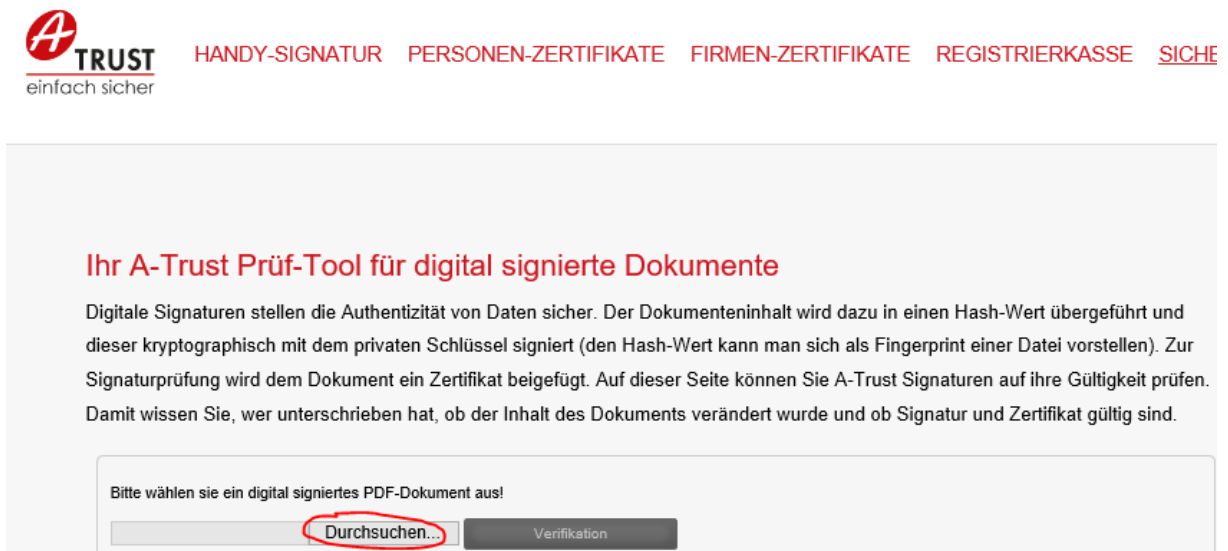 A TRUST
einfach sicher
HANDY-SIGNATUR PERSONEN-ZERTIFIKATE FIRMEN-ZERTIFIKATE REGISTRIERKASSE SICHE
Ihr A-Trust Prüf-Tool für digital signierte Dokumente
Digitale Signaturen stellen die Authentizität von Daten sicher. Der Dokumenteninhalt wird dazu in einen Hash-Wert übergeführt und
dieser kryptographisch mit dem privaten Schlüssel signiert (den Hash-Wert kann man sich als Fingerprint einer Datei vorstellen). Zur
Signaturprüfung wird dem Dokument ein Zertifikat beigefügt. Auf dieser Seite können Sie A-Trust Signaturen auf ihre Gültigkeit prüfen.
Damit wissen Sie, wer unterschrieben hat, ob der Inhalt des Dokuments verändert wurde und ob Signatur und Zertifikat gültig sind.
Bitte wählen sie ein digital signiertes PDF-Dokument aus!
Durchsuchen... Verifikation